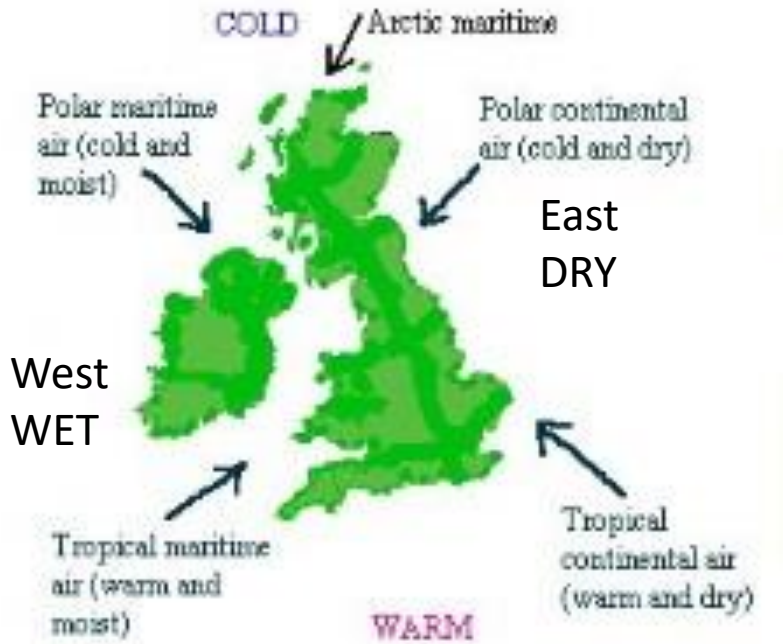 COLD
Arctic maritime
Polar maritime
air (cold and
moist)
Polar continental
air (cold and dry)
East
DRY
West
WET
Tropical maritime
air (warm and
moist)
Tropical
continental air
(warm and dry)
WARM